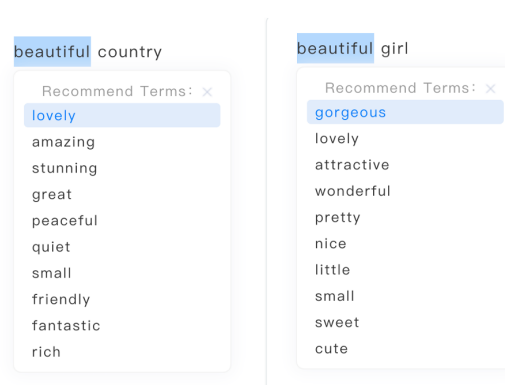 beautiful country
Recommend Terms: ×
lovely
amazing
stunning
great
peaceful
quiet
small
friendly
fantastic
rich
beautiful girl
Recommend Terms: ×
gorgeous
lovely
attractive
wonderful
pretty
nice
little
small
sweet
cute